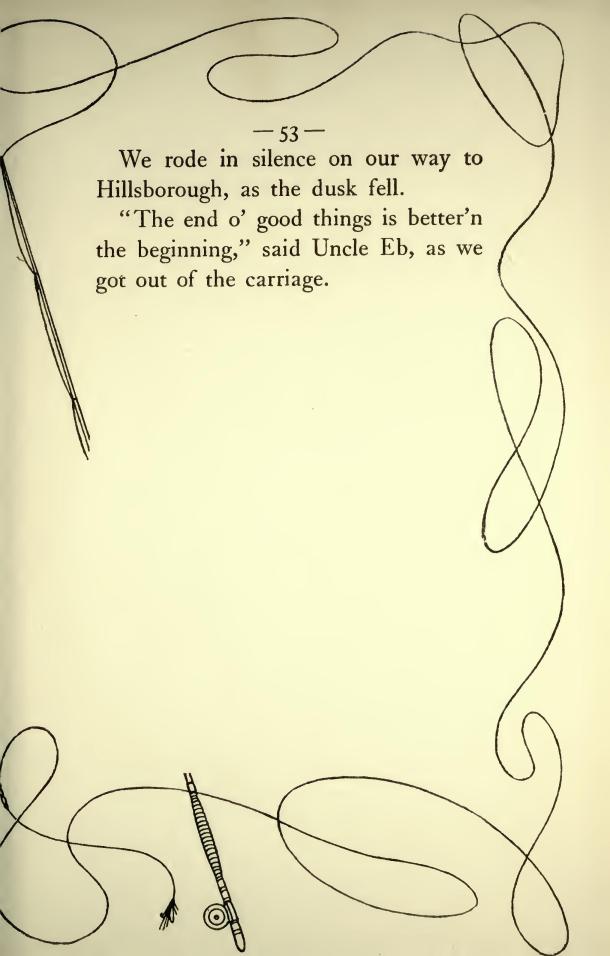 — 53 —
We rode in silence on our way to
Hillsborough, as the dusk fell.
“The end o’ good things is better’n
the beginning,” said Uncle Eb, as we
got out of the carriage.